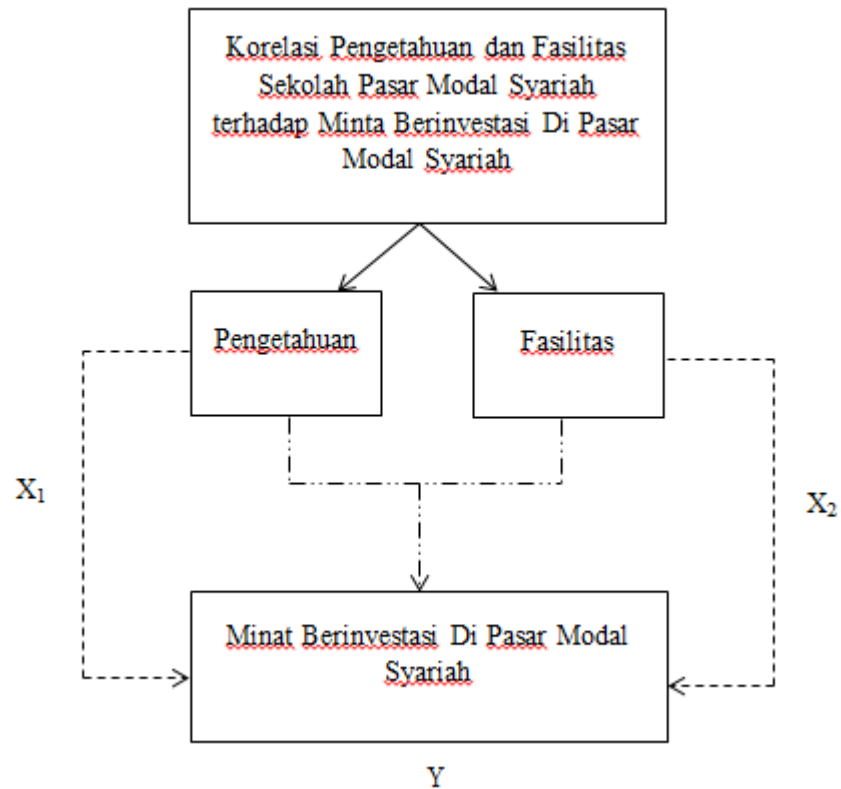 Korelasi Pengetahuan dan Fasilitas
Sekolah Pasar Modal Syariah
terhadap Minta Berinvestasi Di Pasar
Modal Syariah
Pengetahuan
Fasilitas
X₁
X₂
Minat Berinvestasi Di Pasar Modal
Syariah
Y